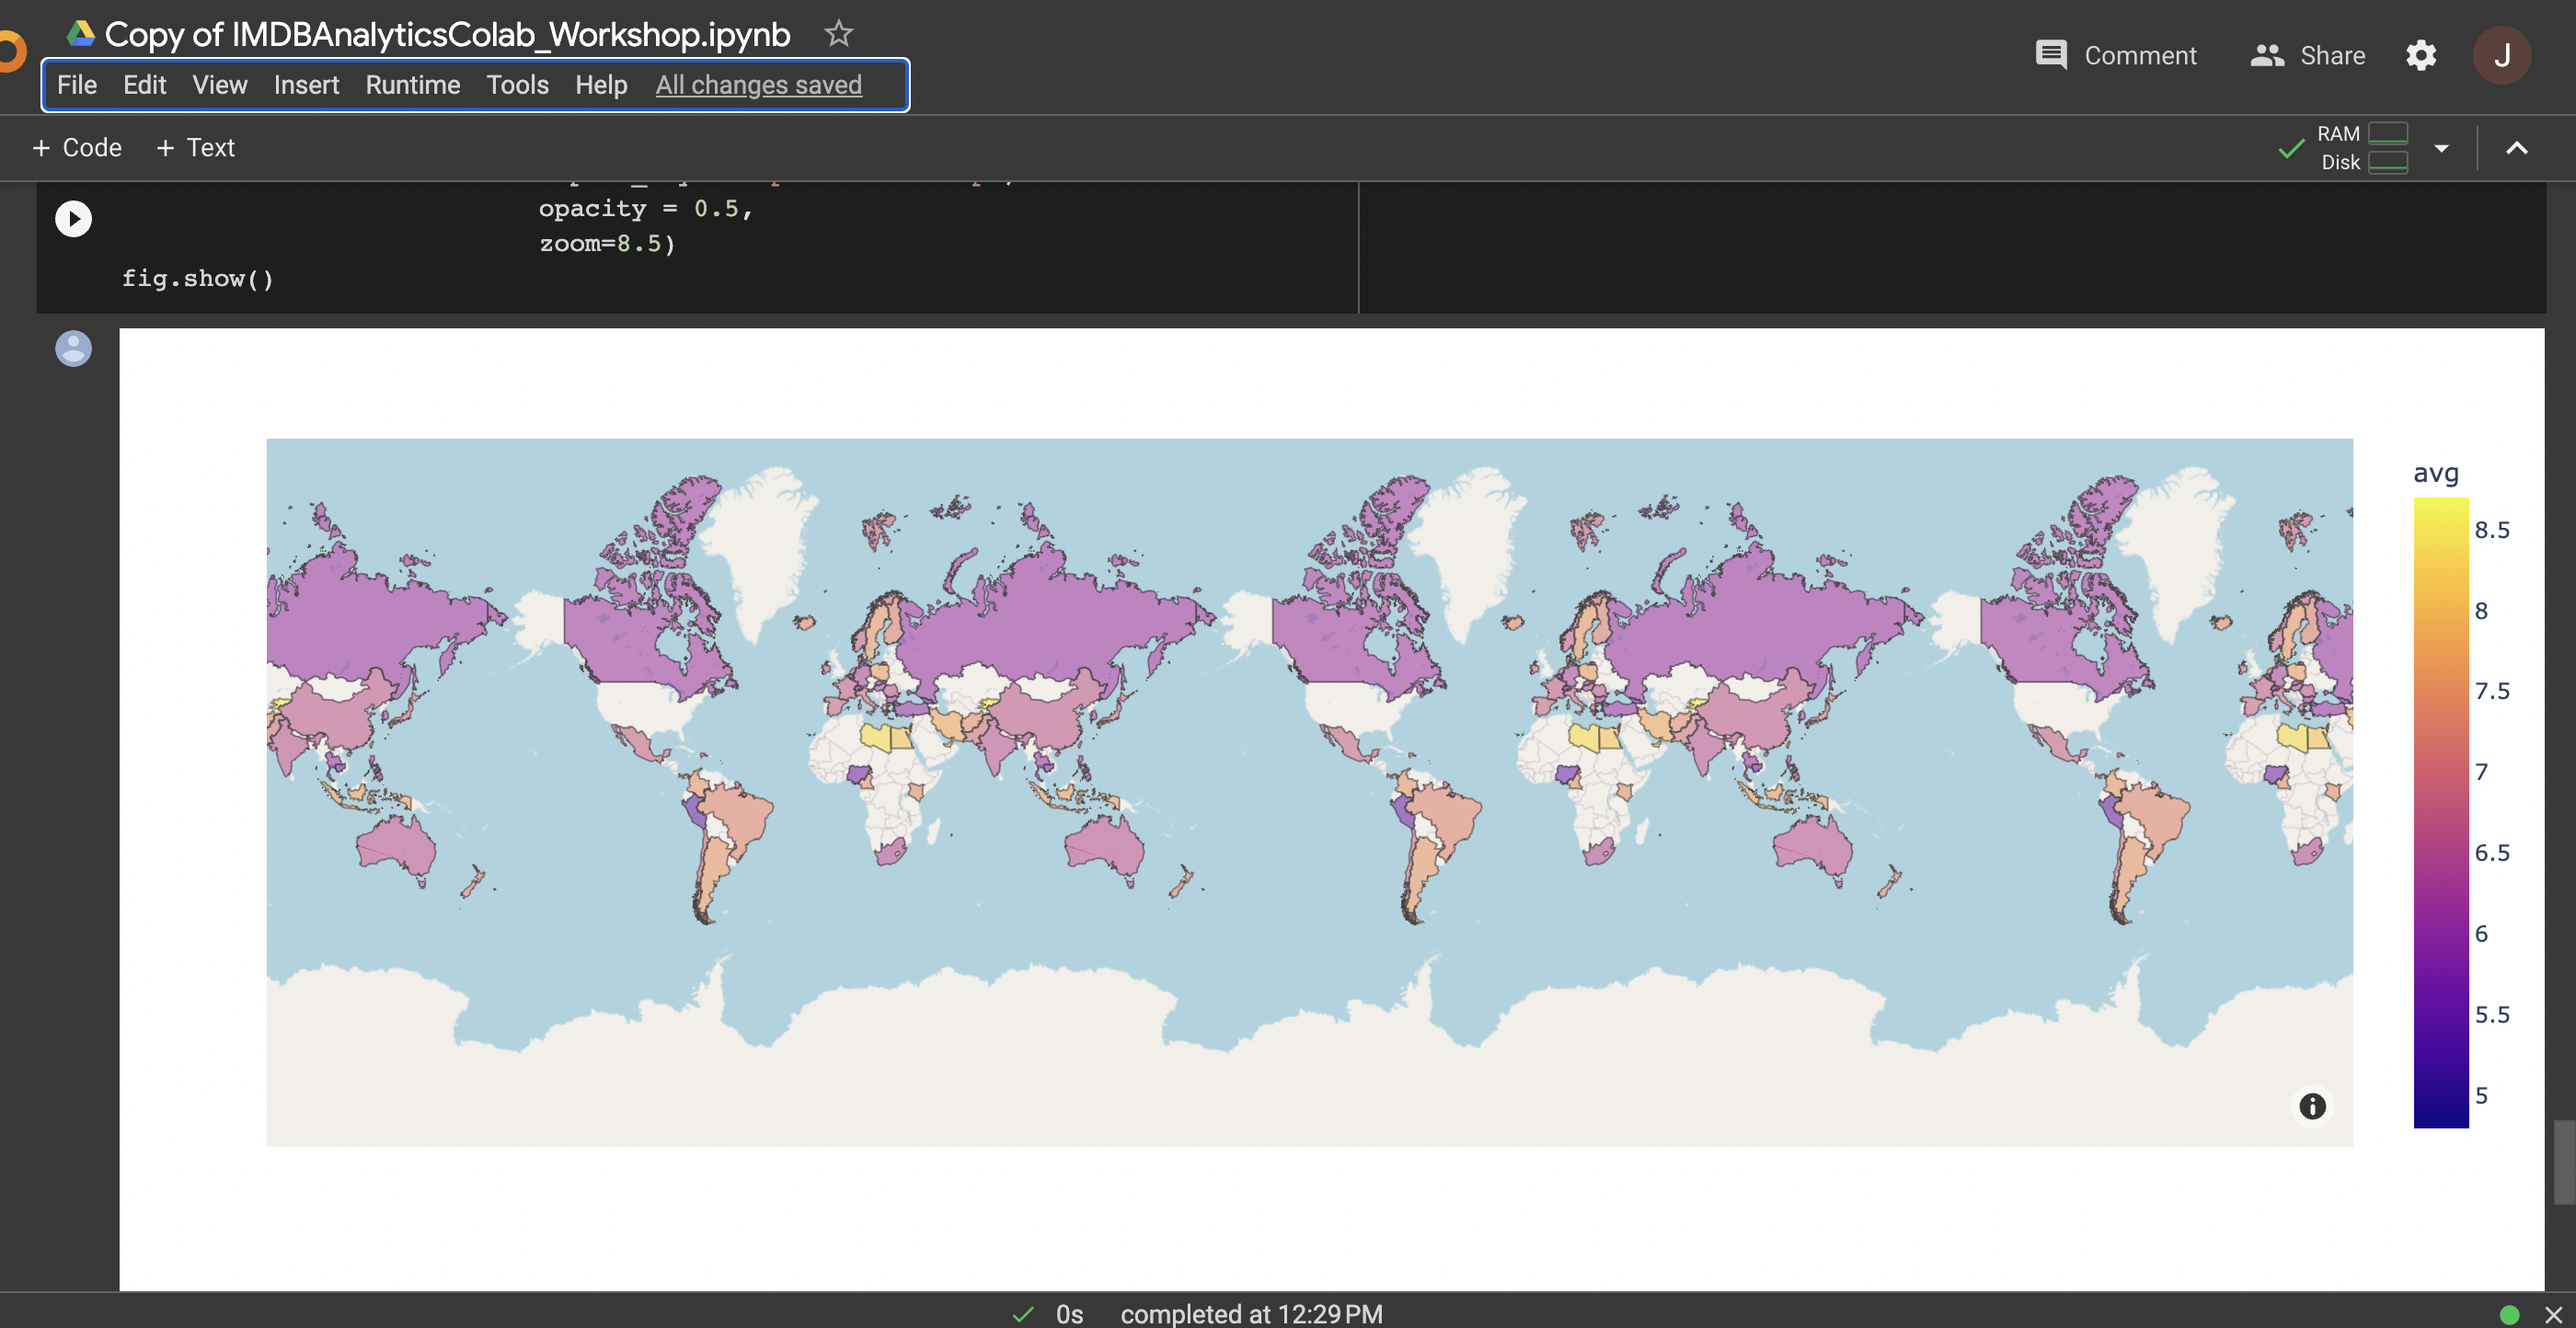 Copy of IMDBAnalyticsColab_Workshop.ipynb
Comment
Share
J
File Edit View Insert Runtime Tools Help All changes saved
+ Code + Text
RAM
Disk
opacity = 0.5,
zoom=8.5)
fig.show()
avg
8.5
8
7.5
7
6.5
6
5.5
5
0s completed at 12:29 PM